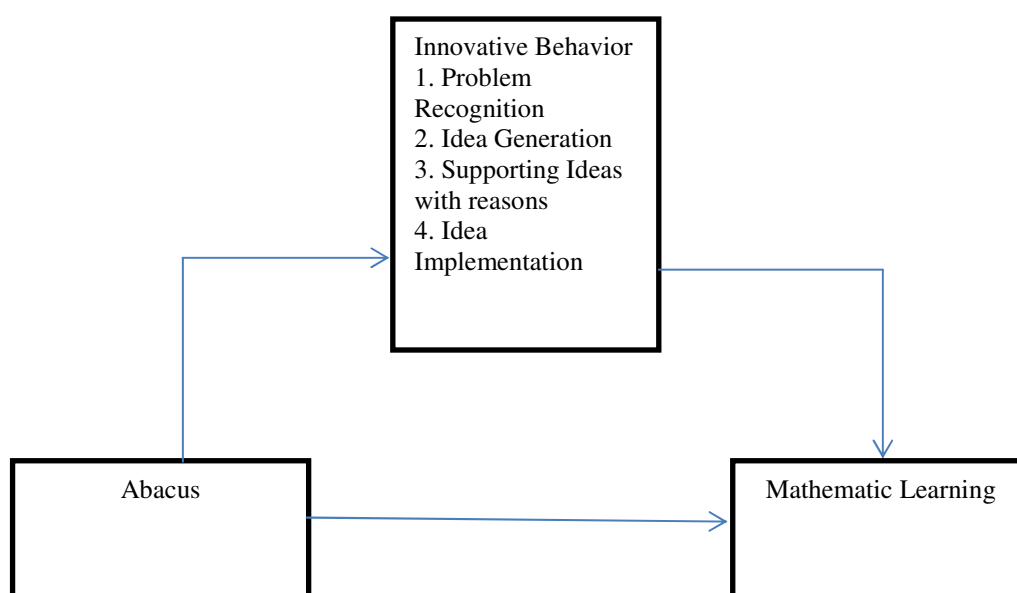 Innovative Behavior
1. Problem
Recognition
2. Idea Generation
3. Supporting Ideas
with reasons
4. Idea
Implementation
Abacus
Mathematic Learning